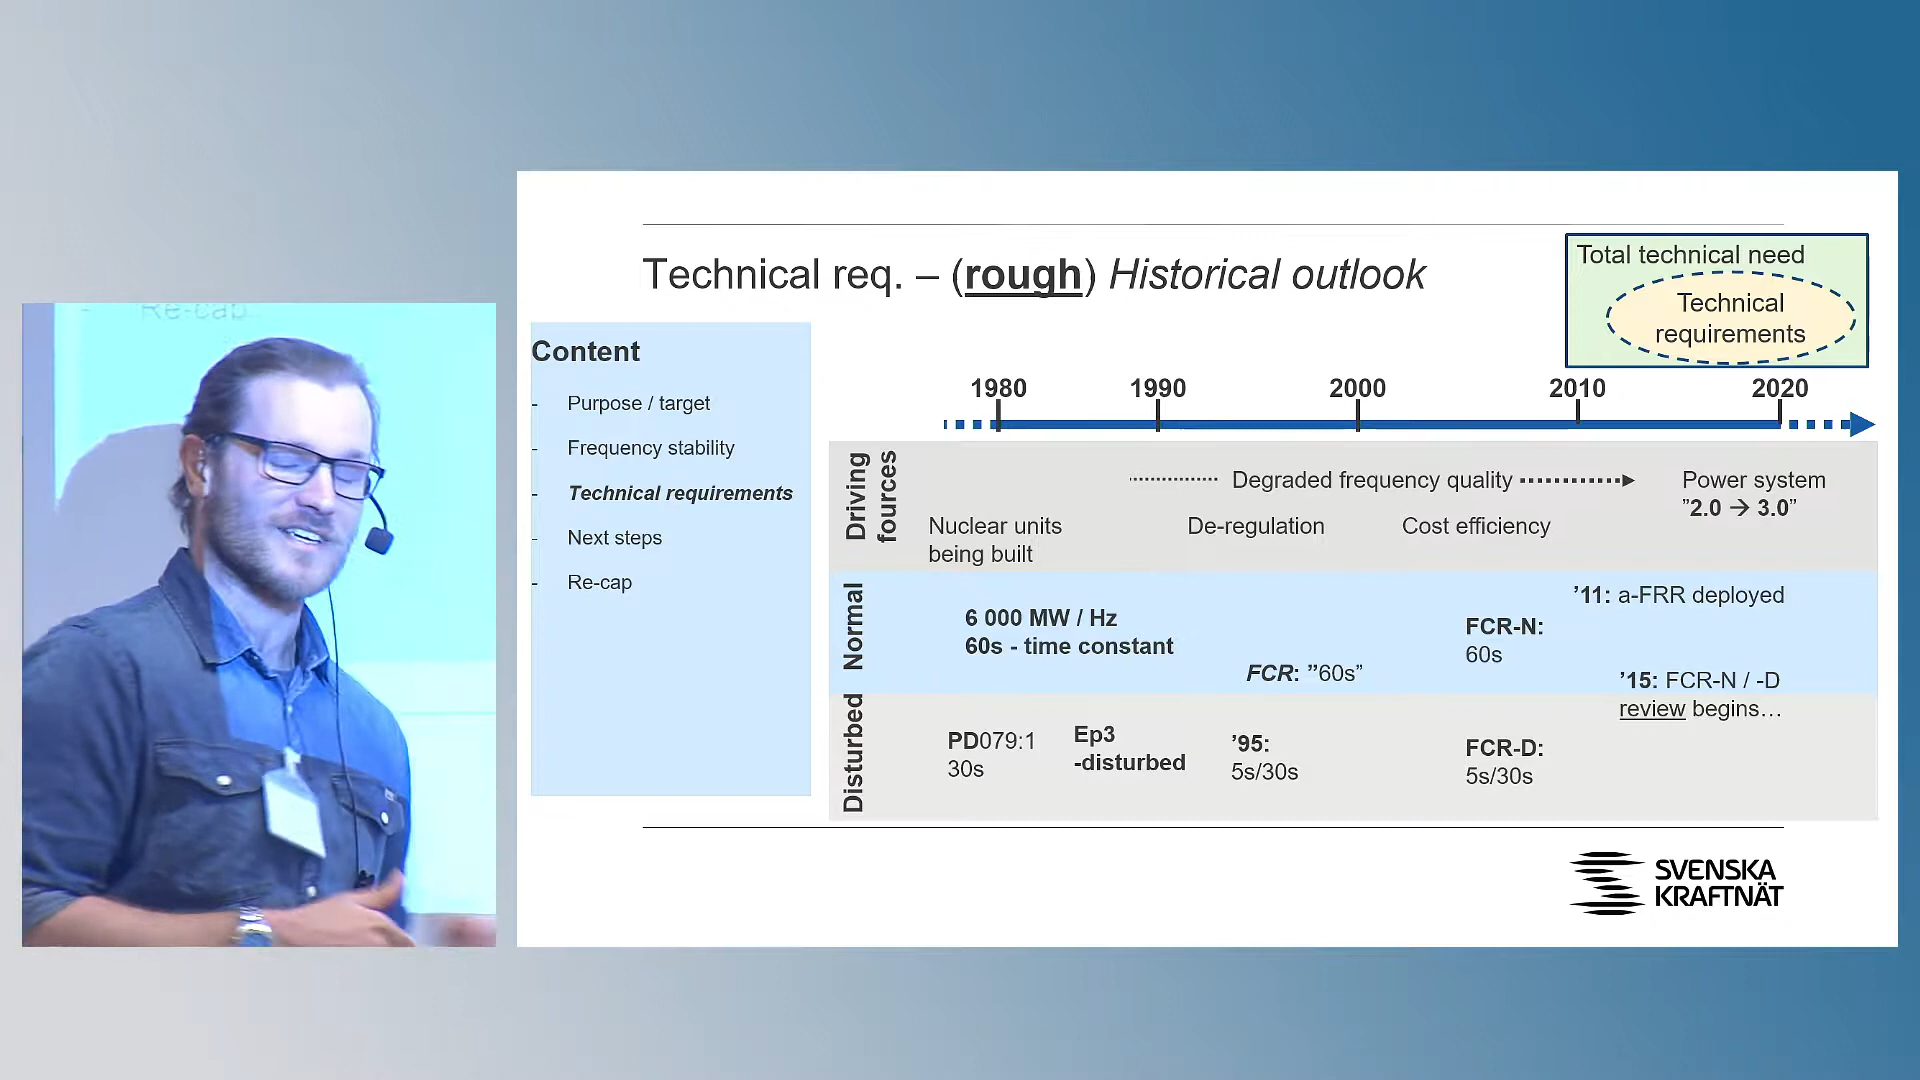 Re-cap
Technical req. – (rough) Historical outlook
Total technical need
Technical
requirements
Content
- Purpose / target
- Frequency stability
- Technical requirements
- Next steps
- Re-cap
1980 1990 2000 2010 2020
Driving
fources
Degraded frequency quality
Power system
”2.0 → 3.0”
Nuclear units
being built
De-regulation
Cost efficiency
Normal
6 000 MW / Hz
60s - time constant
FCR: ”60s”
FCR-N:
60s
’11: a-FRR deployed
’15: FCR-N / -D
review begins…
Disturbed
PD079:1
30s
Ep3
-disturbed
’95:
5s/30s
FCR-D:
5s/30s
SVENSKA
KRAFTNÄT